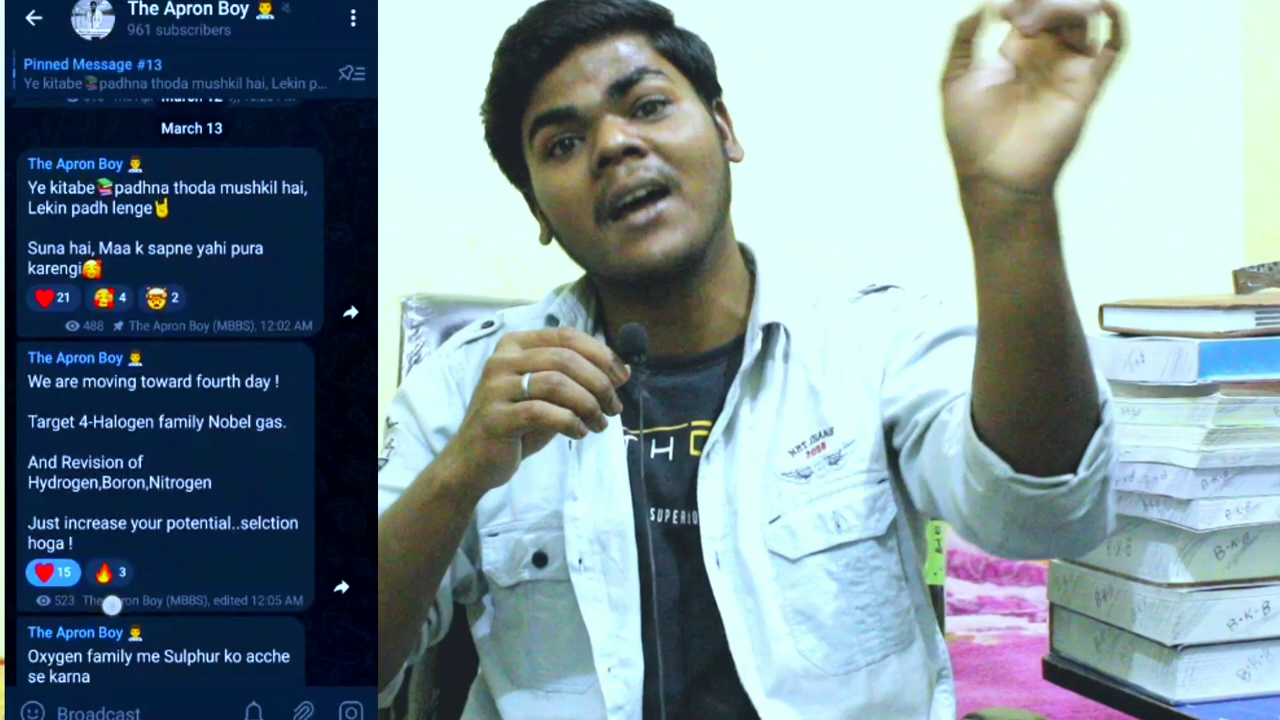 The Apron Boy
961 subscribers
Pinned Message #13
Ye kitabe📚padhna thoda mushkil hai, Lekin p...
March 12
March 13
The Apron Boy
Ye kitabe📚padhna thoda mushkil hai,
Lekin padh lenge🤘
Suna hai, Maa k sapne yahi pura
karengi🥰
21
4
2
488 The Apron Boy (MBBS), 12:02 AM
The Apron Boy
We are moving toward fourth day !
Target 4-Halogen family Nobel gas.
And Revision of
Hydrogen,Boron,Nitrogen
Just increase your potential..selction
hoga !
15
3
523 The Apron Boy (MBBS), edited 12:05 AM
The Apron Boy
Oxygen family me Sulphur ko acche
se karna
Broadcast
TH
SUPERIO
B.K.B
B.K.B
B.K.B
B.K.B
B.K.B